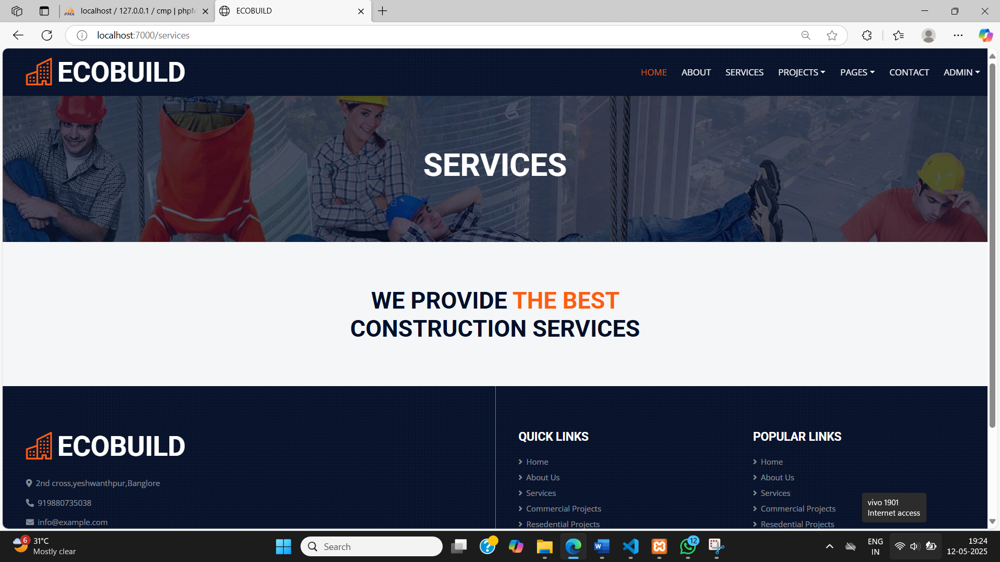 localhost / 127.0.0.1 / cmp | phpM
ECOBUILD
localhost:7000/services
ECOBUILD
HOME ABOUT SERVICES PROJECTS PAGES CONTACT ADMIN
SERVICES
WE PROVIDE THE BEST
CONSTRUCTION SERVICES
ECOBUILD
2nd cross,yeshwanthpur,Banglore
919880735038
info@example.com
QUICK LINKS
Home
About Us
Services
Commercial Projects
Resedential Projects
POPULAR LINKS
Home
About Us
Services
Commercial Projects
Resedential Projects
vivo 1901
Internet access
6
31°C
Mostly clear
Search
12
ENG
IN
19:24
12-05-2025